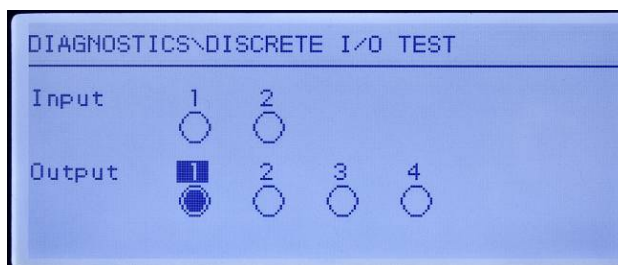 DIAGNOSTICS\DISCRETE I/O TEST
Input 1 2
Output 1 2 3 4